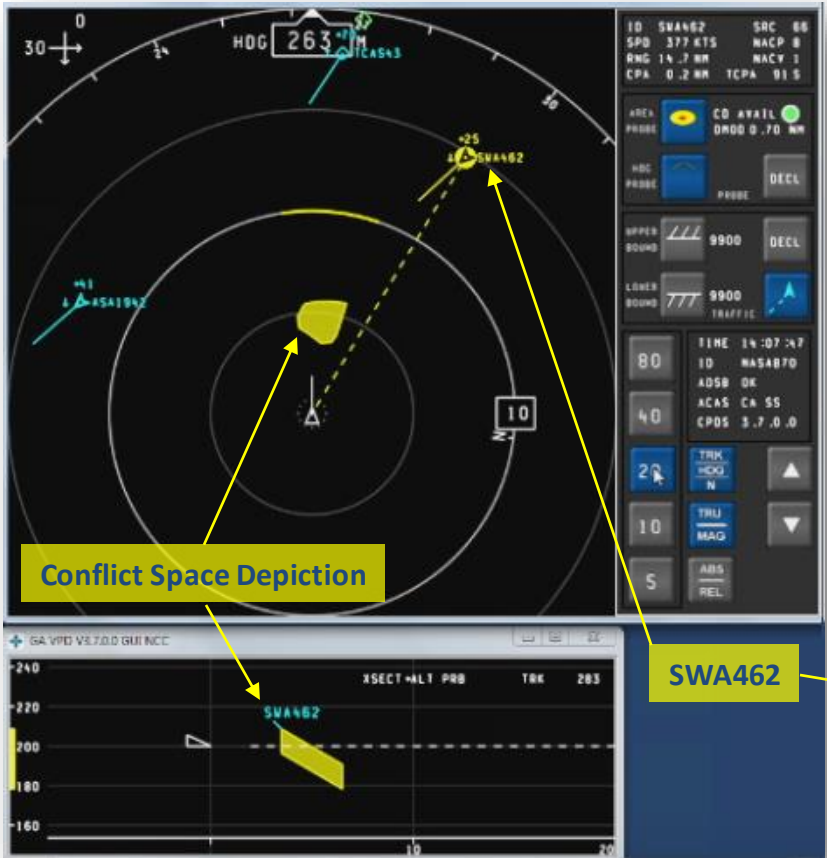 0
30
24
HDG 263 M
TCA543
30
+25
SWA462
+41
ASA1942
10
N
ID SWA462 SRC 66
SPD 377 KTS NACP 8
RNG 14.7 NM NACV 1
CPA 0.2 NM TCPA 91 S
AREA PROBE
CD AVAIL
DMOD 0.70 NM
HDG PROBE
PROBE
DECL
UPPER BOUND
9900
DECL
LOWER BOUND
9900
TRAFFIC
80
40
20
10
5
TIME 14:07:47
ID NASA870
ADSB OK
ACAS CA SS
CPDS 3.7.0.0
TRK
HDG
N
TRU
MAG
ABS
REL
Conflict Space Depiction
SWA462
GA VPD V3.7.0.0 GUI NCC
XSECT+ALT PRB TRK 283
240
220
200
180
160
SWA462
10
20